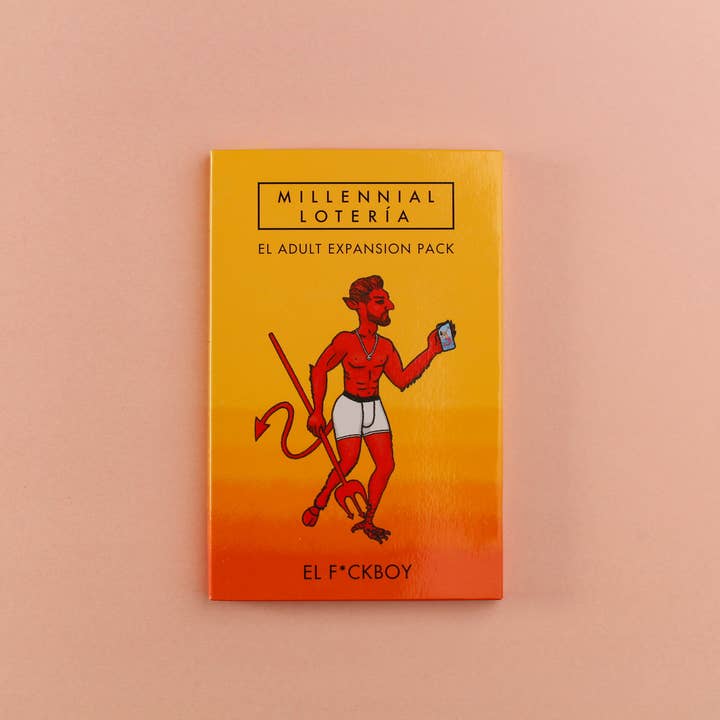 MILLENNIAL
LOTERÍA
EL ADULT EXPANSION PACK
EL F*CKBOY